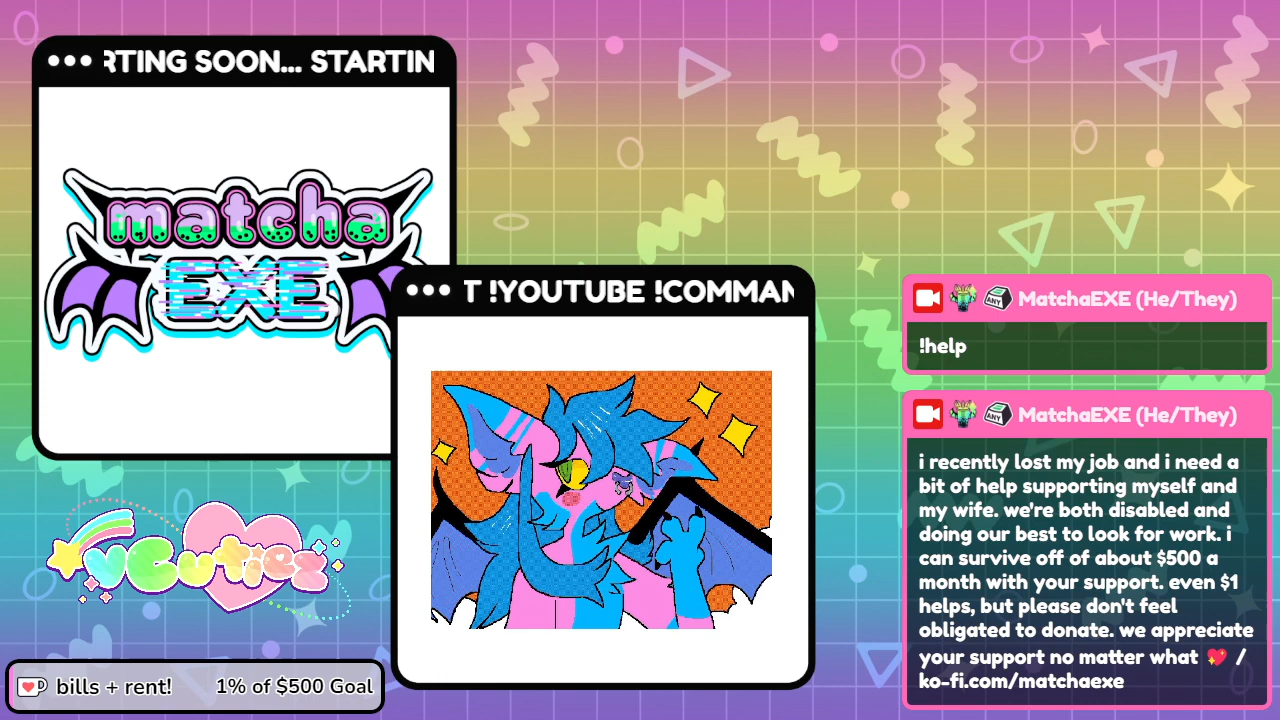 RTING SOON... STARTIN
matcha
EXE
T !YOUTUBE !COMMAN
vCutiez
bills + rent! 1% of $500 Goal
ANY MatchaEXE (He/They)
!help
ANY MatchaEXE (He/They)
i recently lost my job and i need a
bit of help supporting myself and
my wife. we're both disabled and
doing our best to look for work. i
can survive off of about $500 a
month with your support. even $1
helps, but please don't feel
obligated to donate. we appreciate
your support no matter what 💖 /
ko-fi.com/matchaexe